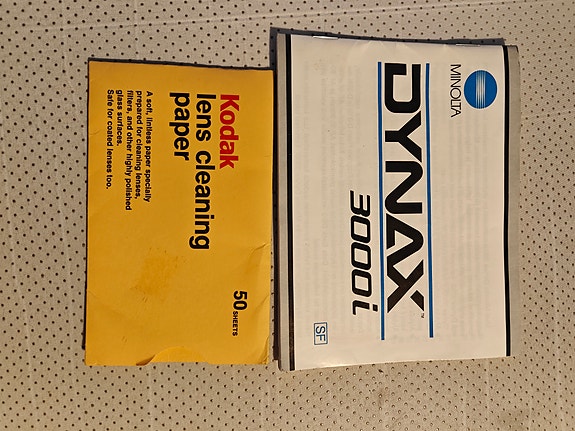 Kodak
lens cleaning
paper
A soft, lintless paper specially
prepared for cleaning lenses,
filters, and other highly polished
glass surfaces.
Safe for coated lenses too.
50 SHEETS
MINOLTA
DYNAX™
3000i
SF